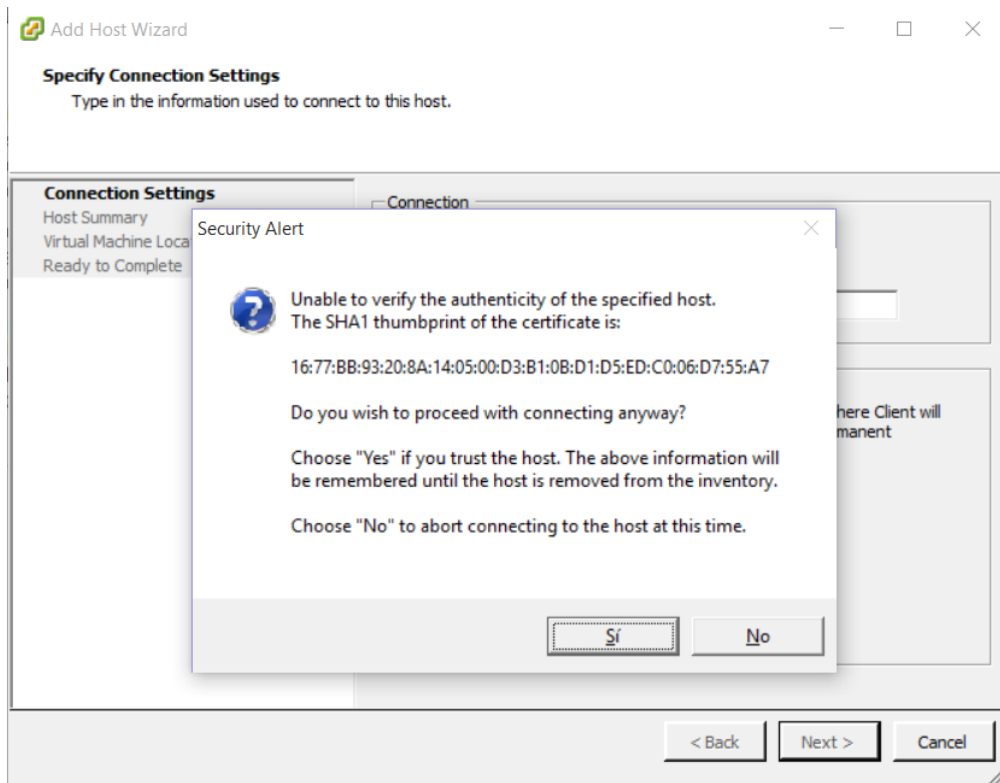 Add Host Wizard
Specify Connection Settings
Type in the information used to connect to this host.
Connection Settings
Host Summary
Virtual Machine Loca
Ready to Complete
Connection
Security Alert
Unable to verify the authenticity of the specified host.
The SHA1 thumbprint of the certificate is:
16:77:BB:93:20:8A:14:05:00:D3:B1:0B:D1:D5:ED:C0:06:D7:55:A7
Do you wish to proceed with connecting anyway?
Choose "Yes" if you trust the host. The above information will
be remembered until the host is removed from the inventory.
Choose "No" to abort connecting to the host at this time.
Sí
No
here Client will
manent
< Back
Next >
Cancel